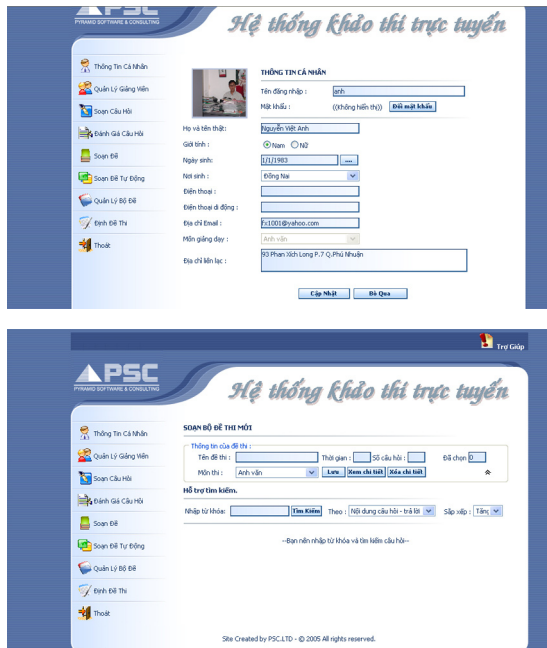 PSC
PYRAMID SOFTWARE & CONSULTING
Hệ thống khảo thi trực tuyến
Thông Tin Cá Nhân
Quản Lý Giảng Viên
Soạn Câu Hỏi
Đánh Giá Câu Hỏi
Soạn Đề
Soạn Đề Tự Động
Quản Lý Bộ Đề
Định Đề Thi
Thoát
THÔNG TIN CÁ NHÂN
Tên đăng nhập : anh
Mật khẩu : ((Không hiển thị)) Đổi mật khẩu
Họ và tên thật: Nguyễn Việt Anh
Giới tính : Nam Nữ
Ngày sinh: 1/1/1983 ....
Nơi sinh : Đồng Nai
Điện thoại :
Điện thoại di động :
Địa chỉ Email : fx1001@yahoo.com
Môn giảng dạy : Anh văn
Địa chỉ liên lạc : 93 Phan Xích Long P.7 Q.Phú Nhuận
Cập Nhật Bỏ Qua
Trợ Giúp
PSC
PYRAMID SOFTWARE & CONSULTING
Hệ thống khảo thi trực tuyến
Thông Tin Cá Nhân
Quản Lý Giảng Viên
Soạn Câu Hỏi
Đánh Giá Câu Hỏi
Soạn Đề
Soạn Đề Tự Động
Quản Lý Bộ Đề
Định Đề Thi
Thoát
SOẠN BỘ ĐỀ THI MỚI
Thông tin của đề thi :
Tên đề thi : Thời gian : Số câu hỏi : Đã chọn 0
Môn thi : Anh văn Lưu Xem chi tiết Xóa chi tiết
Hỗ trợ tìm kiếm.
Nhập từ khóa: Tìm Kiếm Theo : Nội dung câu hỏi - trả lời Sắp xếp : Tăng
--Bạn nên nhập từ khóa và tìm kiếm câu hỏi--
Site Created by PSC.LTD - © 2005 All rights reserved.